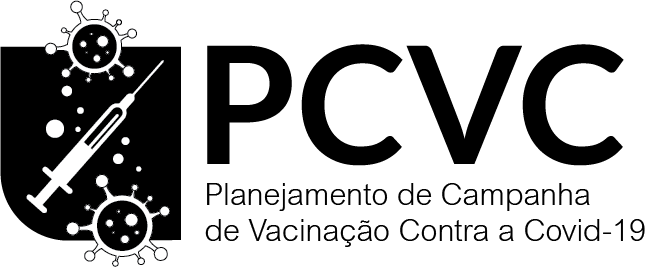 PCVC
Planejamento de Campanha
de Vacinação Contra a Covid-19